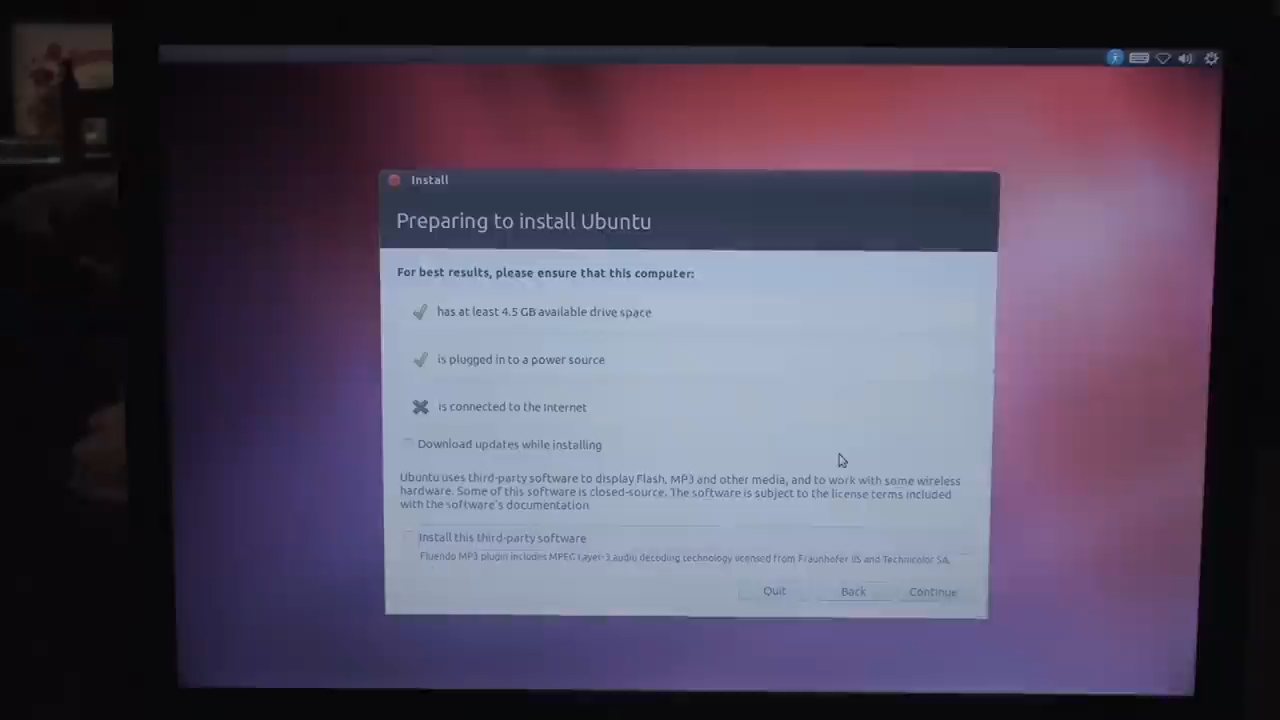 Install
Preparing to install Ubuntu
For best results, please ensure that this computer:
has at least 4.5 GB available drive space
is plugged in to a power source
is connected to the Internet
Download updates while installing
Ubuntu uses third-party software to display Flash, MP3 and other media, and to work with some wireless
hardware. Some of this software is closed-source. The software is subject to the license terms included
with the software's documentation
Install this third-party software
Fluendo MP3 plugin includes MPEG Layer-3 audio decoding technology licensed from Fraunhofer IIS and Technicolor SA.
Quit
Back
Continue